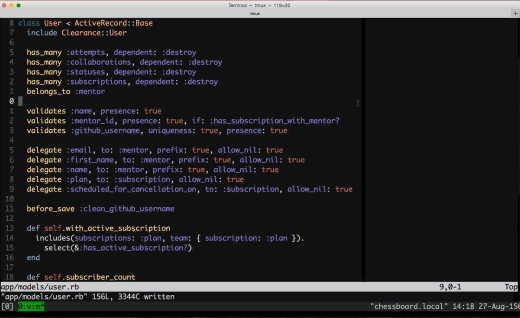 Terminal — tmux — 119x30
tmux
8 class User < ActiveRecord::Base
7 include Clearance::User
6
5 has_many :attempts, dependent: :destroy
4 has_many :collaborations, dependent: :destroy
3 has_many :statuses, dependent: :destroy
2 has_many :subscriptions, dependent: :destroy
1 belongs_to :mentor
0
1 validates :name, presence: true
2 validates :mentor_id, presence: true, if: :has_subscription_with_mentor?
3 validates :github_username, uniqueness: true, presence: true
4
5 delegate :email, to: :mentor, prefix: true, allow_nil: true
6 delegate :first_name, to: :mentor, prefix: true, allow_nil: true
7 delegate :name, to: :mentor, prefix: true, allow_nil: true
8 delegate :plan, to: :subscription, allow_nil: true
9 delegate :scheduled_for_cancellation_on, to: :subscription, allow_nil: true
10
11 before_save :clean_github_username
12
13 def self.with_active_subscription
14 includes(subscriptions: :plan, team: { subscription: :plan }).
15 select(&:has_active_subscription?)
16 end
17
18 def self.subscriber_count
app/models/user.rb 9,0-1 Top
"app/models/user.rb" 156L, 3344C written
[0] 0:vim* "chessboard.local" 14:18 27-Aug-15